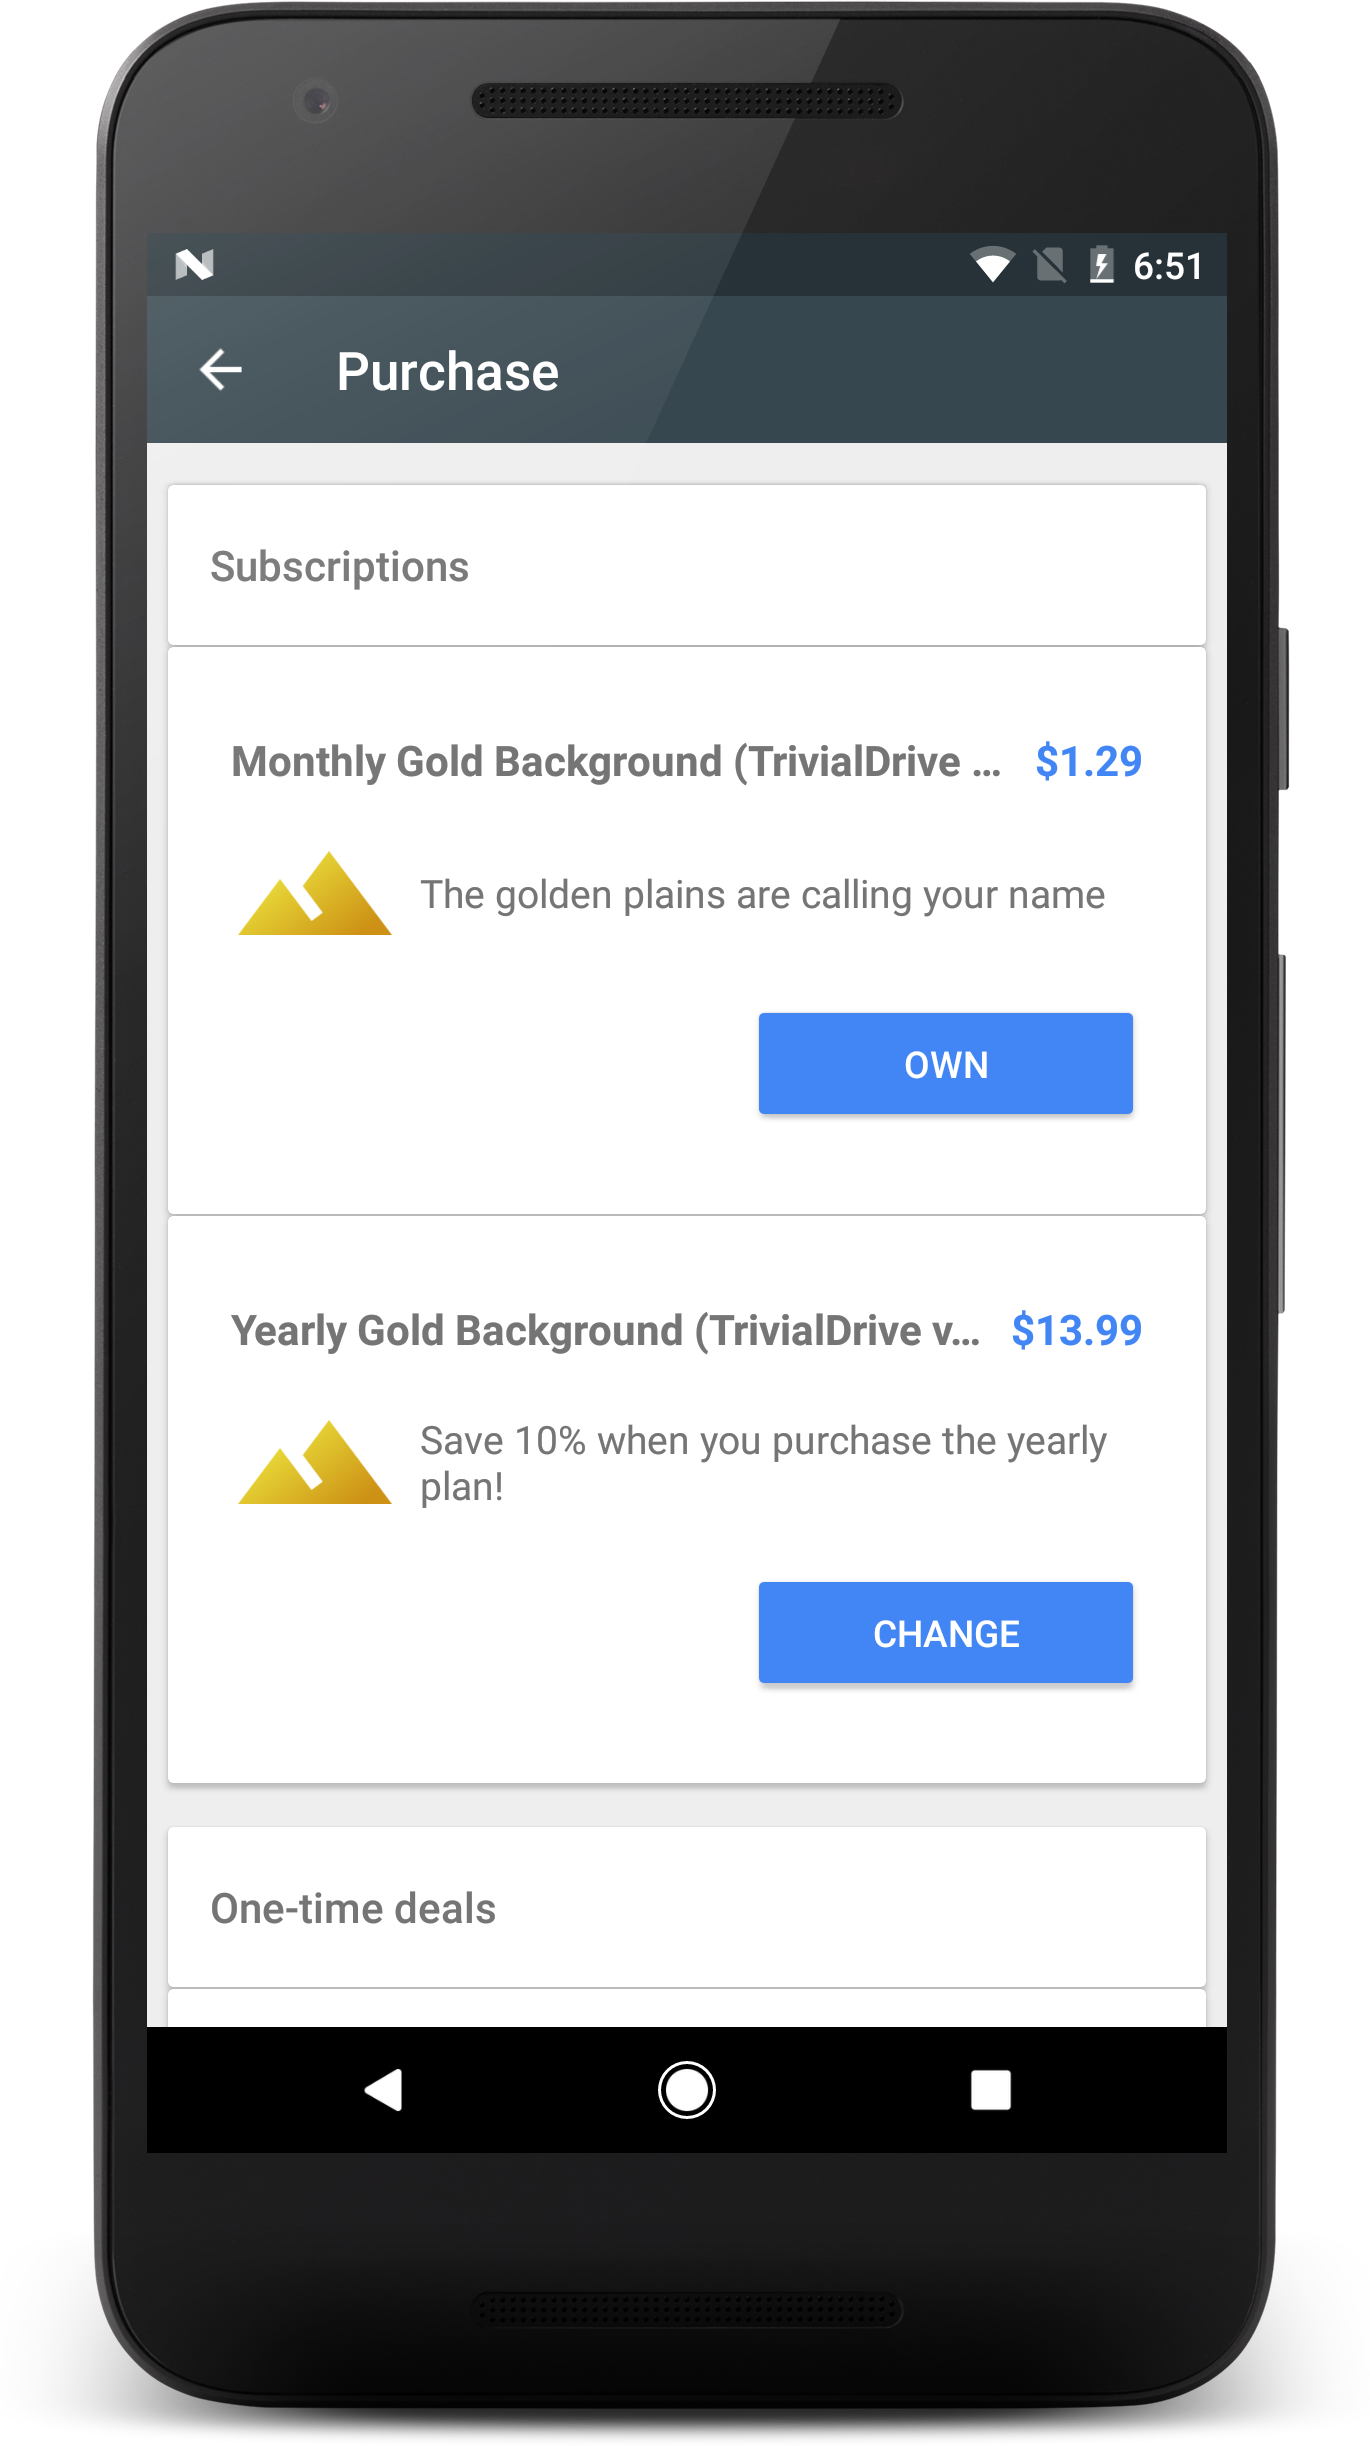 6:51
Purchase
Subscriptions
Monthly Gold Background (TrivialDrive ... $1.29
The golden plains are calling your name
OWN
Yearly Gold Background (TrivialDrive v... $13.99
Save 10% when you purchase the yearly
plan!
CHANGE
One-time deals